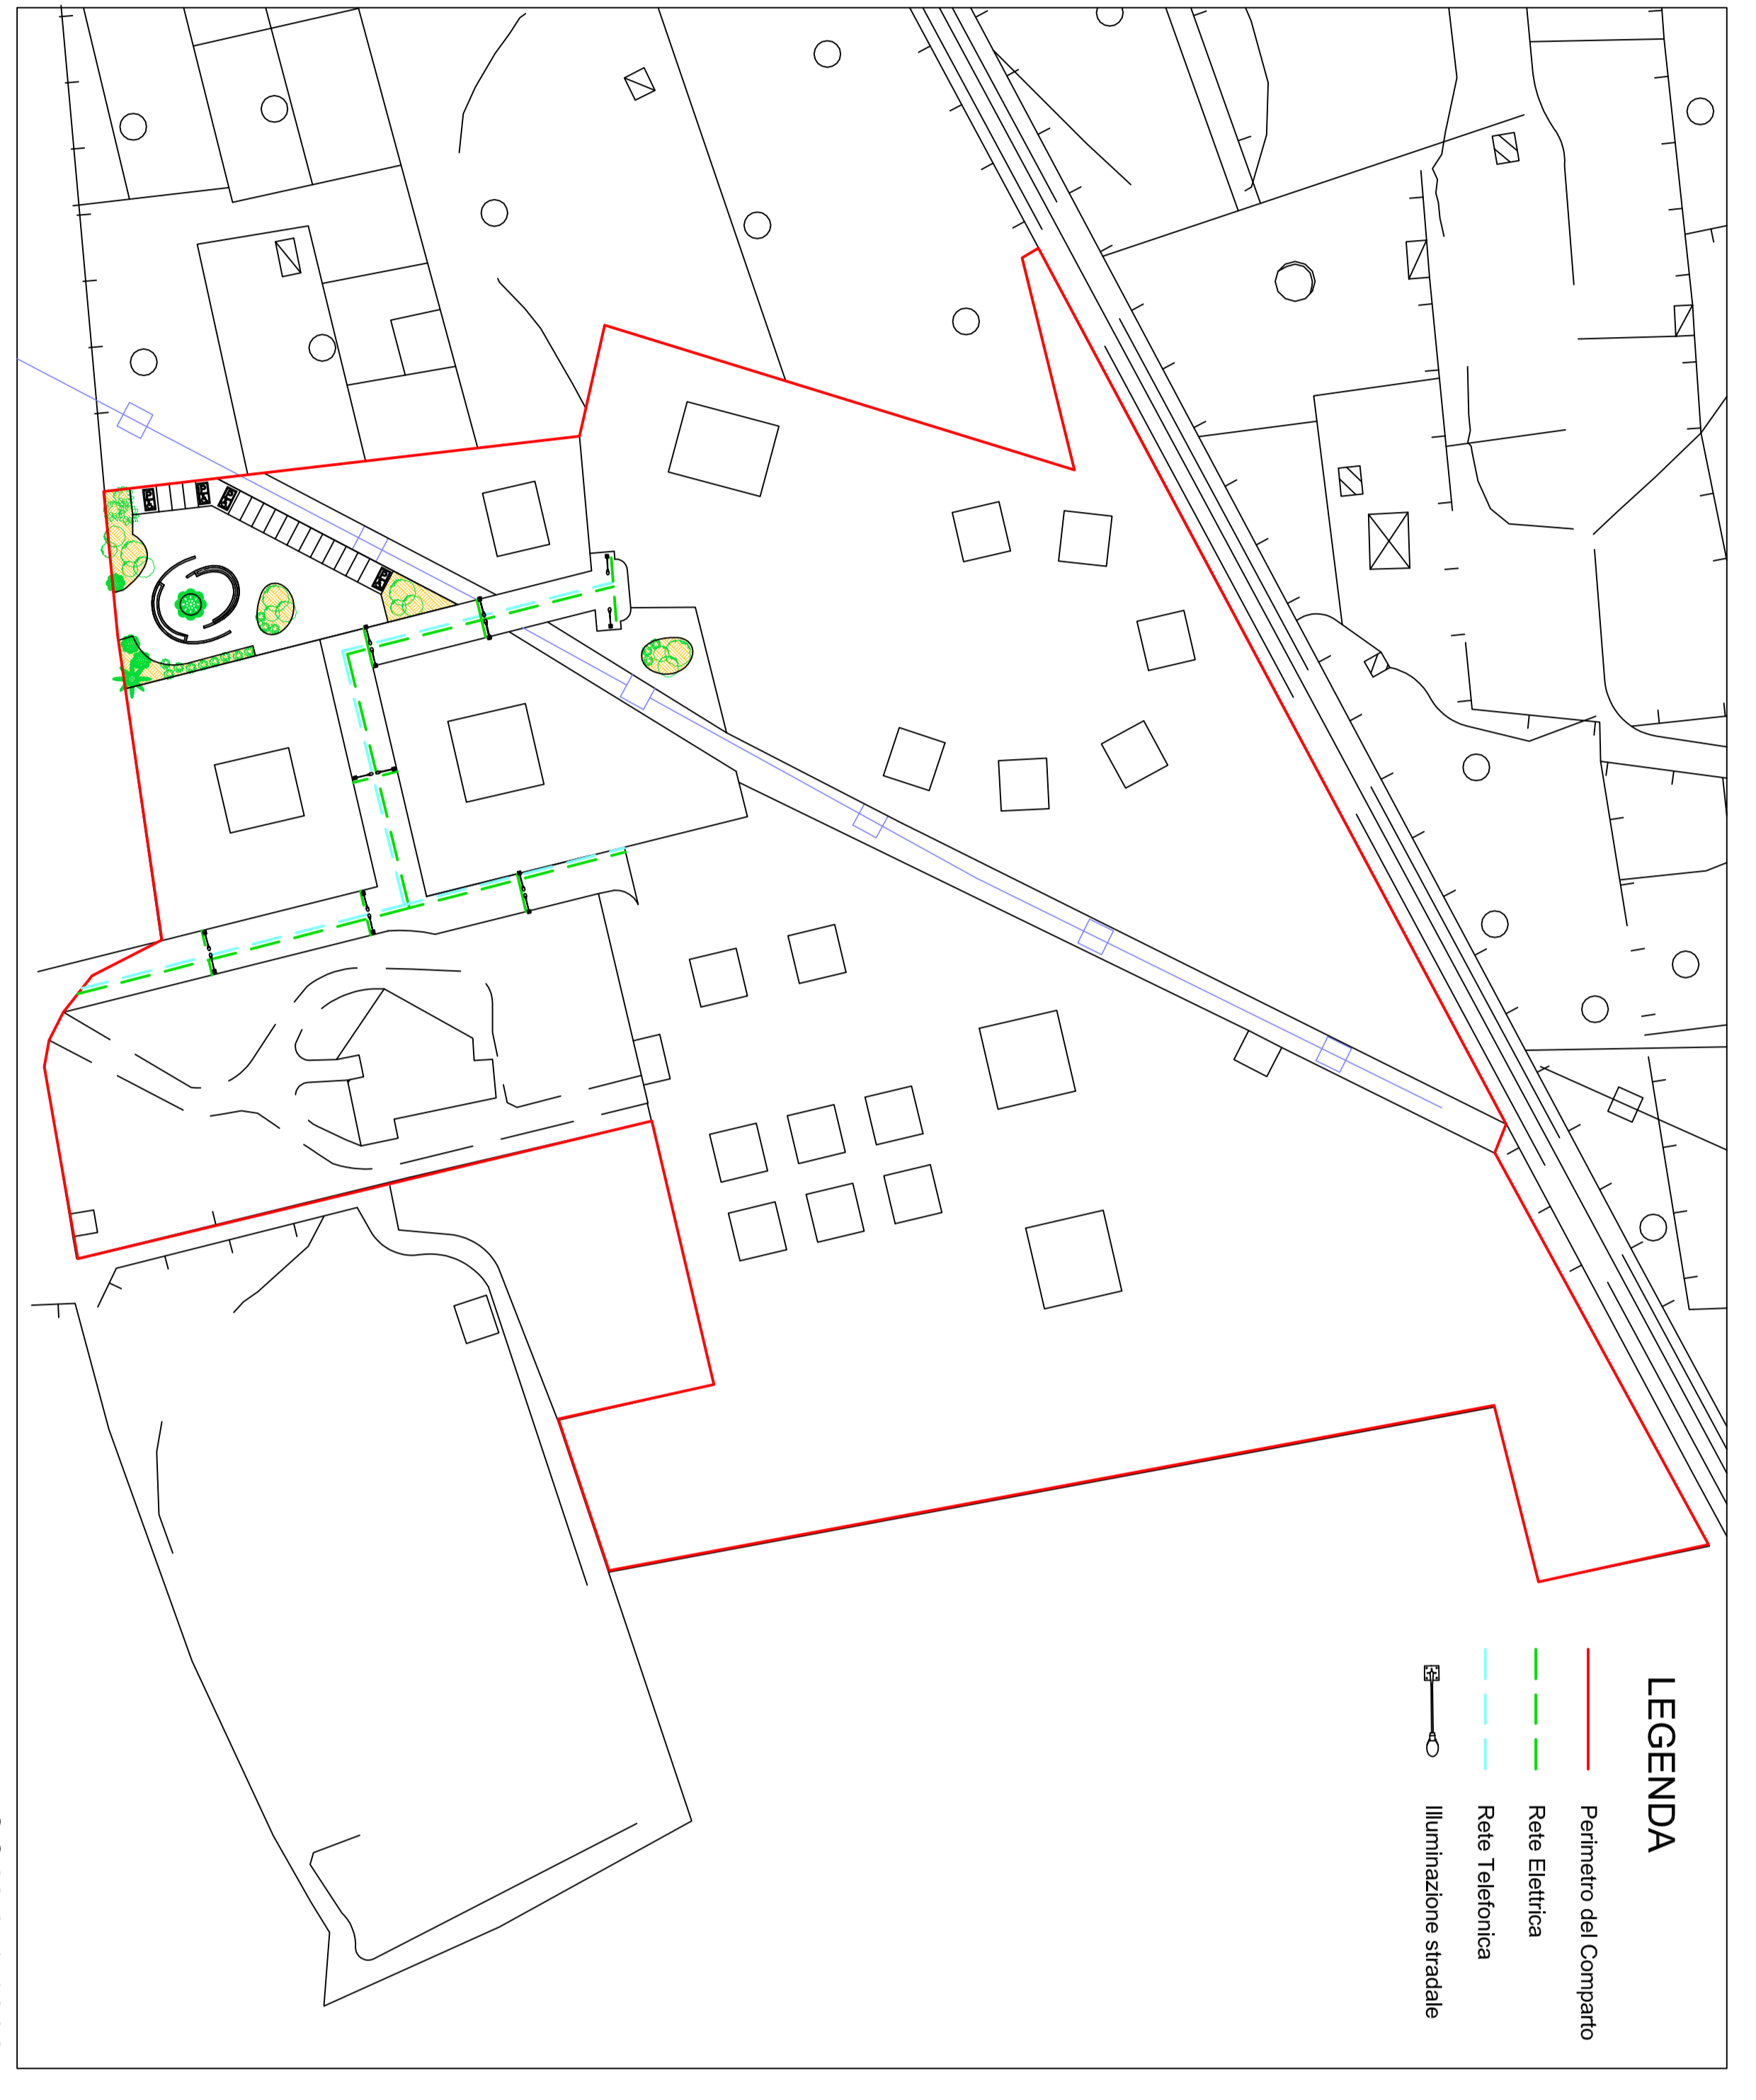 LEGENDA
Perimetro del Comparto
Rete Elettrica
Rete Telefonica
Illuminazione stradale